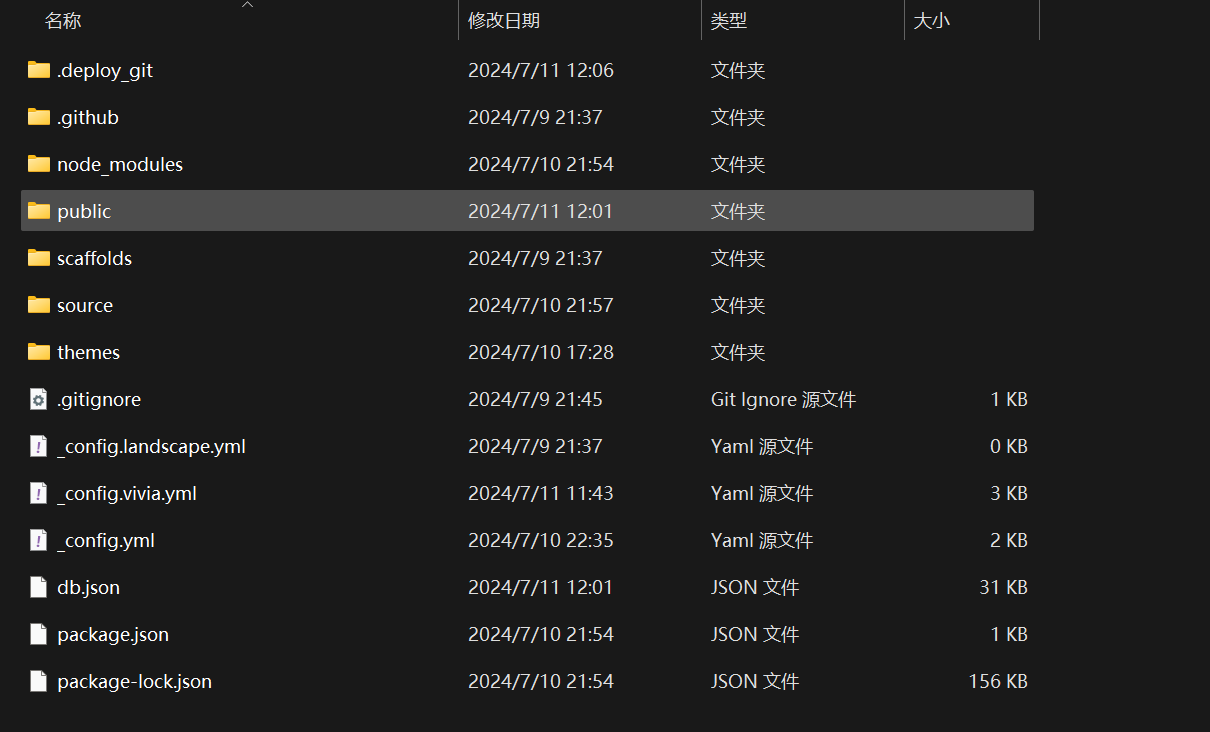 名称 修改日期 类型 大小
.deploy_git 2024/7/11 12:06 文件夹
.github 2024/7/9 21:37 文件夹
node_modules 2024/7/10 21:54 文件夹
public 2024/7/11 12:01 文件夹
scaffolds 2024/7/9 21:37 文件夹
source 2024/7/10 21:57 文件夹
themes 2024/7/10 17:28 文件夹
.gitignore 2024/7/9 21:45 Git Ignore 源文件 1 KB
_config.landscape.yml 2024/7/9 21:37 Yaml 源文件 0 KB
_config.vivia.yml 2024/7/11 11:43 Yaml 源文件 3 KB
_config.yml 2024/7/10 22:35 Yaml 源文件 2 KB
db.json 2024/7/11 12:01 JSON 文件 31 KB
package.json 2024/7/10 21:54 JSON 文件 1 KB
package-lock.json 2024/7/10 21:54 JSON 文件 156 KB